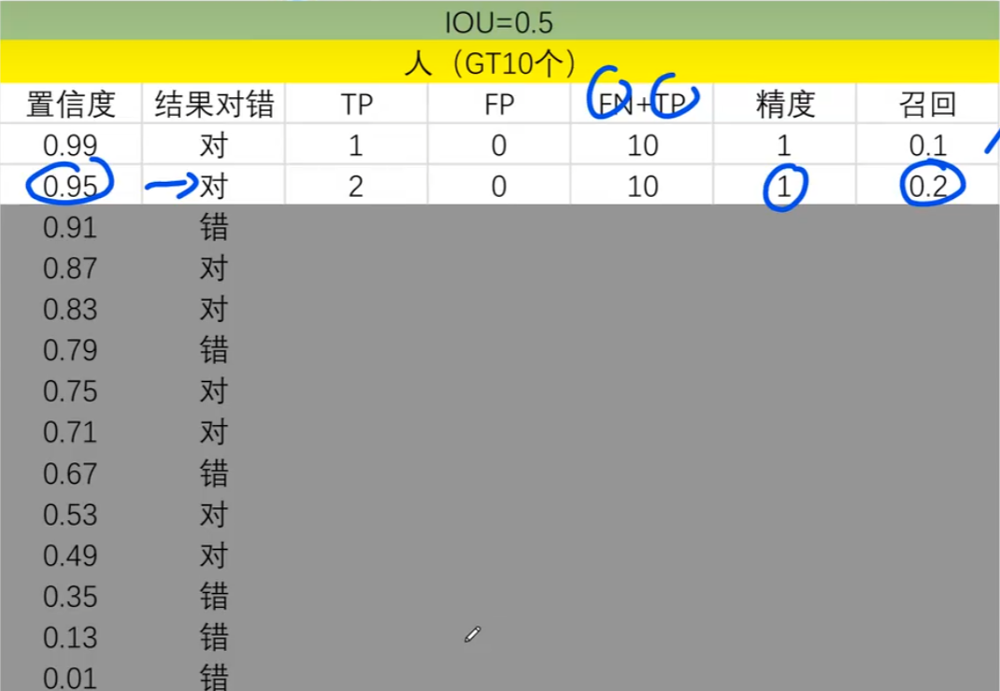 IOU=0.5
人（GT10个）
置信度 结果对错 TP FP FN+TP 精度 召回
0.99 对 1 0 10 1 0.1
0.95 对 2 0 10 1 0.2
0.91 错
0.87 对
0.83 对
0.79 错
0.75 对
0.71 对
0.67 错
0.53 对
0.49 对
0.35 错
0.13 错
0.01 错